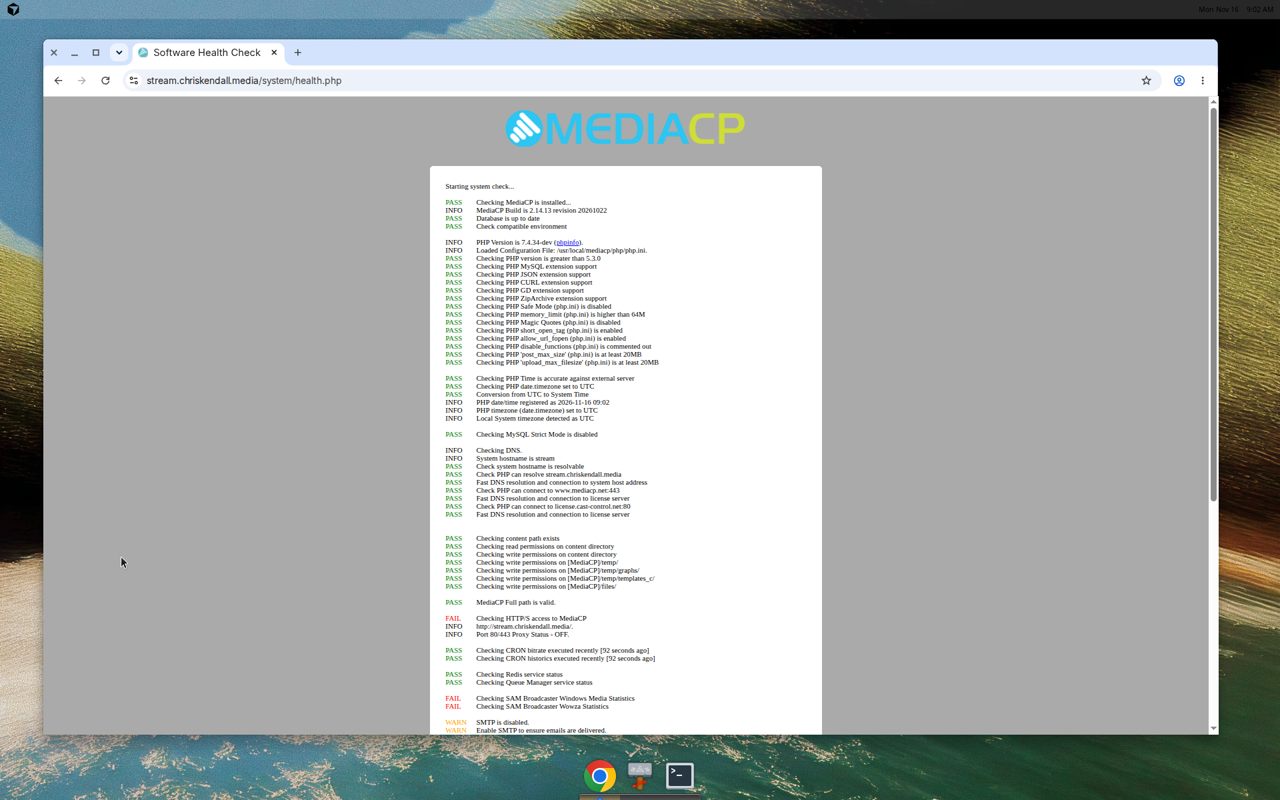 Mon Nov 16 9:02 AM
Software Health Check
stream.chriskendall.media/system/health.php
MEDIACP
Starting system check...
PASS Checking MediaCP is installed...
INFO MediaCP Build is 2.14.13 revision 20261022
PASS Database is up to date
PASS Check compatible environment
INFO PHP Version is 7.4.34-dev (phpinfo).
INFO Loaded Configuration File: /usr/local/mediacp/php/php.ini.
PASS Checking PHP version is greater than 5.3.0
PASS Checking PHP MySQL extension support
PASS Checking PHP JSON extension support
PASS Checking PHP CURL extension support
PASS Checking PHP GD extension support
PASS Checking PHP ZipArchive extension support
PASS Checking PHP Safe Mode (php.ini) is disabled
PASS Checking PHP memory_limit (php.ini) is higher than 64M
PASS Checking PHP Magic Quotes (php.ini) is disabled
PASS Checking PHP short_open_tag (php.ini) is enabled
PASS Checking PHP allow_url_fopen (php.ini) is enabled
PASS Checking PHP disable_functions (php.ini) is commented out
PASS Checking PHP 'post_max_size' (php.ini) is at least 20MB
PASS Checking PHP 'upload_max_filesize' (php.ini) is at least 20MB
PASS Checking PHP Time is accurate against external server
PASS Checking PHP date.timezone set to UTC
PASS Conversion from UTC to System Time
INFO PHP date/time registered as 2026-11-16 09:02
INFO PHP timezone (date.timezone) set to UTC
INFO Local System timezone detected as UTC
PASS Checking MySQL Strict Mode is disabled
INFO Checking DNS.
INFO System hostname is stream
PASS Check system hostname is resolvable
PASS Check PHP can resolve stream.chriskendall.media
PASS Fast DNS resolution and connection to system host address
PASS Check PHP can connect to www.mediacp.net:443
PASS Fast DNS resolution and connection to license server
PASS Check PHP can connect to license.cast-control.net:80
PASS Fast DNS resolution and connection to license server
PASS Checking content path exists
PASS Checking read permissions on content directory
PASS Checking write permissions on content directory
PASS Checking write permissions on [MediaCP]/temp/
PASS Checking write permissions on [MediaCP]/temp/graphs/
PASS Checking write permissions on [MediaCP]/temp/templates_c/
PASS Checking write permissions on [MediaCP]/files/
PASS MediaCP Full path is valid.
FAIL Checking HTTP/S access to MediaCP
INFO http://stream.chriskendall.media/.
INFO Port 80/443 Proxy Status - OFF.
PASS Checking CRON bitrate executed recently [92 seconds ago]
PASS Checking CRON historics executed recently [92 seconds ago]
PASS Checking Redis service status
PASS Checking Queue Manager service status
FAIL Checking SAM Broadcaster Windows Media Statistics
FAIL Checking SAM Broadcaster Wowza Statistics
WARN SMTP is disabled.
WARN Enable SMTP to ensure emails are delivered.